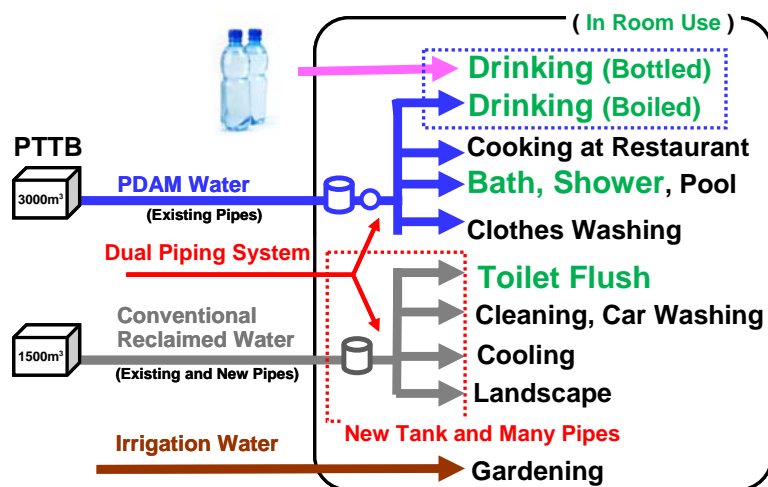 ( In Room Use )
Drinking (Bottled)
Drinking (Boiled)
PTTB
3000m³
PDAM Water
(Existing Pipes)
Cooking at Restaurant
Bath, Shower, Pool
Clothes Washing
Dual Piping System
Toilet Flush
Conventional
Reclaimed Water
1500m³
(Existing and New Pipes)
Cleaning, Car Washing
Cooling
Landscape
New Tank and Many Pipes
Irrigation Water
Gardening